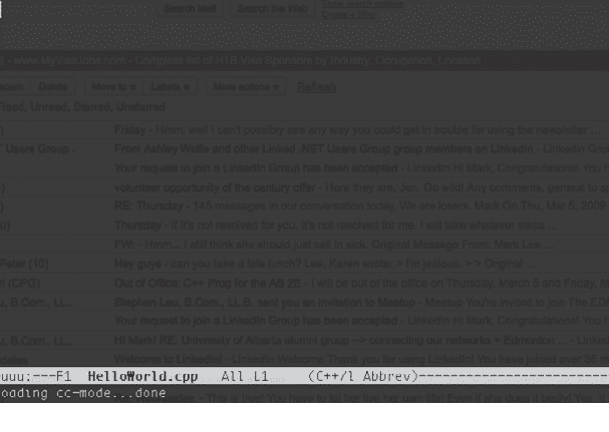 Search Mail Search the Web Show search options
Create a filter
- www.MyVisaJobs.com - Complete list of H1B Visa Sponsors by Industry, Occupation, Location
Delete Move to Labels More actions Refresh
Read, Unread, Starred, Unstarred
Friday - Hmm, well I can't possibly see any way you could get in trouble for using the newsletter ...
Users Group . From Ashley Wolfe and other Linked .NET Users Group group members on LinkedIn - LinkedIn
Your request to join a LinkedIn Group has been accepted - LinkedIn Hi Mark, Congratulations! You
volunteer opportunity of the century offer - Here they are, Jen. Go wild! Any comments, general
RE: Thursday - 145 messages in our conversation today. We are losers. Mark On Thu, Mar 5, 2009
Thursday - If it's not resolved for you, it's not resolved for me. I will take whatever steps ...
FW: - Hmm... I still think she should just call in sick. Original Message From: Mark Lee ...
Peter (10) Hey guys - can you take a late lunch? Lee, Karen wrote: > I'm jealous. > > Original ...
(CPG) Out of Office: C++ Prog for the AB 2E - I will be out of the office on Thursday, March 5 and Friday,
u, B.Com., LL.. Stephen Lau, B.Com., LL.B. sent you an invitation to Meetup - Meetup You're invited to join The
Your request to join a LinkedIn Group has been accepted - LinkedIn Hi Mark, Congratulations! You
u, B.Com., LL.. Hi Mark! RE: University of Alberta alumni group --> connecting our networks + Edmonton ... -
Welcome to LinkedIn! - LinkedIn Welcome Thank you for using LinkedIn! You have joined over 35
uuu:---F1 HelloWorld.cpp All L1 (C++/l Abbrev)
oading cc-mode...done